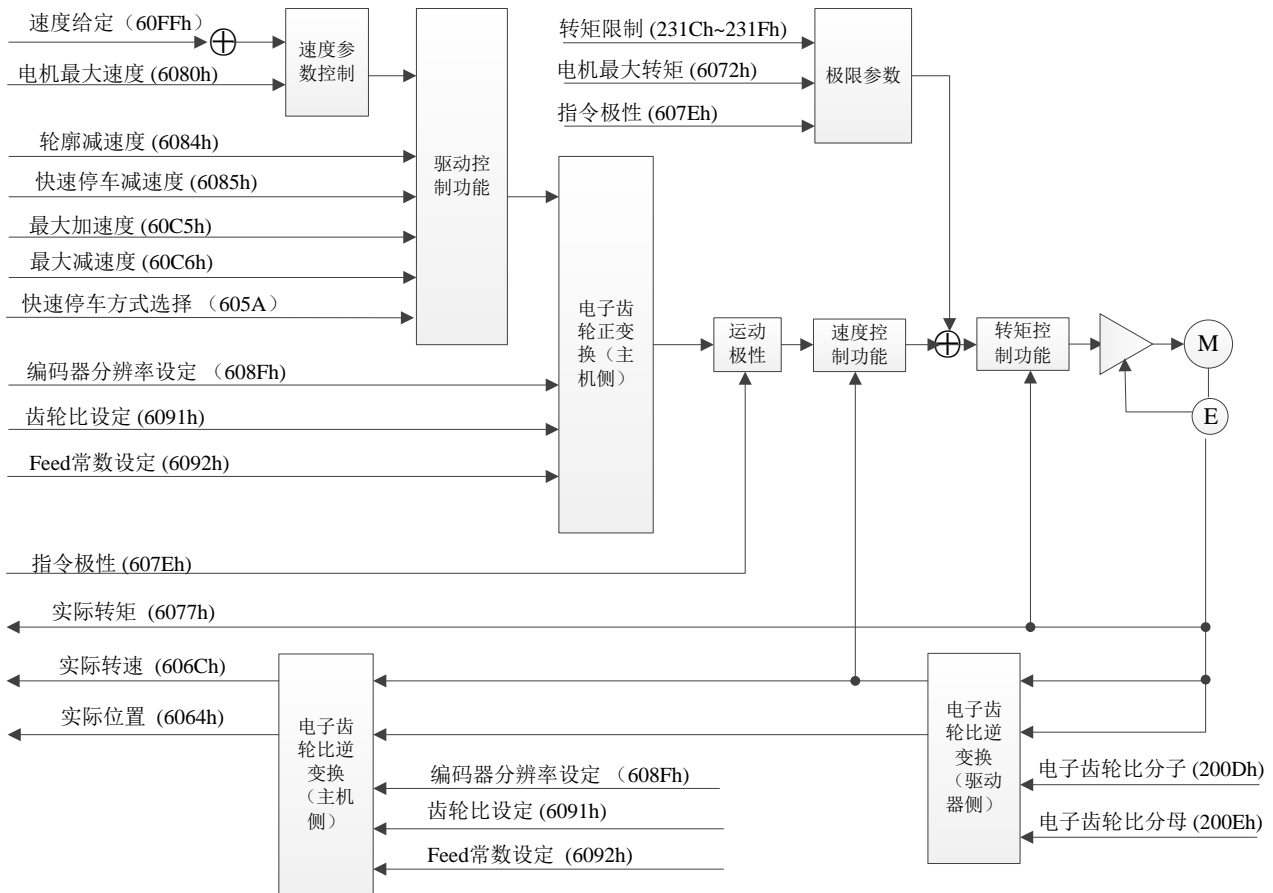 速度给定（60FFh）
电机最大速度 (6080h)
速度参
数控制
轮廓减速度 (6084h)
快速停车减速度 (6085h)
最大加速度 (60C5h)
最大减速度 (60C6h)
快速停车方式选择 （605A）
驱动控
制功能
转矩限制 (231Ch~231Fh)
电机最大转矩 (6072h)
指令极性 (607Eh)
极限参数
编码器分辨率设定 （608Fh）
齿轮比设定 (6091h)
Feed常数设定 (6092h)
电子齿
轮正变
换（主
机侧）
运动
极性
速度控
制功能
转矩控
制功能
M
E
指令极性 (607Eh)
实际转矩 (6077h)
实际转速 (606Ch)
实际位置 (6064h)
电子齿
轮比逆
变换
（主机
侧）
编码器分辨率设定 （608Fh）
齿轮比设定 (6091h)
Feed常数设定 (6092h)
电子齿
轮比逆
变换
（驱动
器侧）
电子齿轮比分子 (200Dh)
电子齿轮比分母 (200Eh)